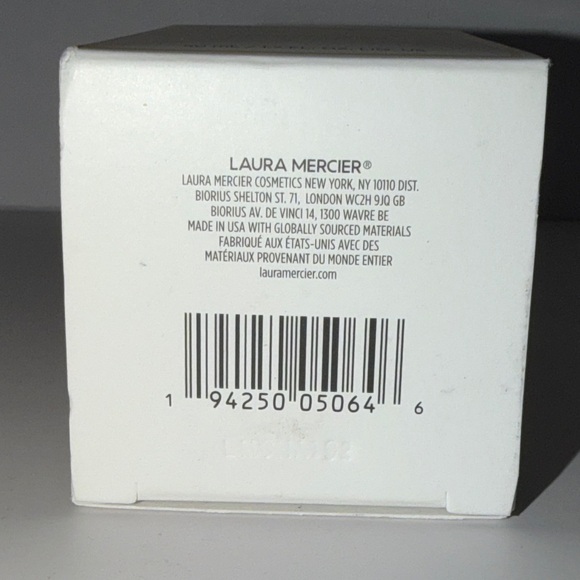 LAURA MERCIER®
LAURA MERCIER COSMETICS NEW YORK, NY 10110 DIST.
BIORIUS SHELTON ST. 71, LONDON WC2H 9JQ GB
BIORIUS AV. DE VINCI 14, 1300 WAVRE BE
MADE IN USA WITH GLOBALLY SOURCED MATERIALS
FABRIQUÉ AUX ÉTATS-UNIS AVEC DES
MATÉRIAUX PROVENANT DU MONDE ENTIER
lauramercier.com
1 94250 05064 6